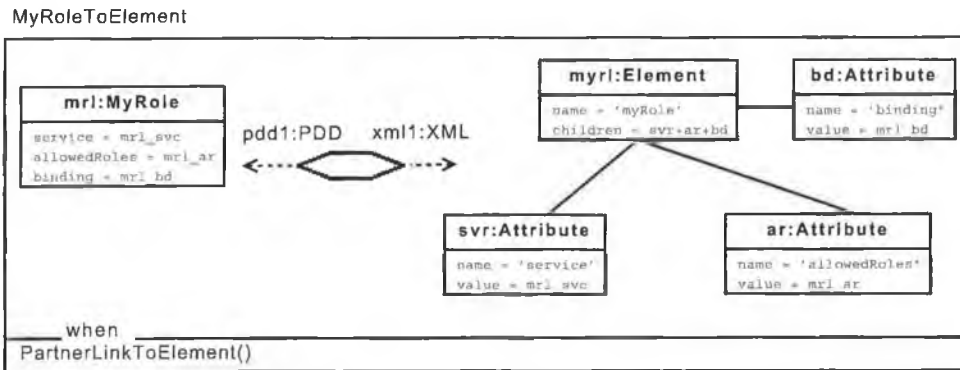 MyRoleToElement
mrl:MyRole
service = mrl_svc
allowedRoles = mrl_ar
binding = mrl_bd
pdd1:PDD
xml1:XML
myrl:Element
name = 'myRole'
children = svr+ar+bd
bd:Attribute
name = 'binding'
value = mrl_bd
svr:Attribute
name = 'service'
value = mrl_svc
ar:Attribute
name = 'allowedRoles'
value = mrl_ar
when
PartnerLinkToElement()